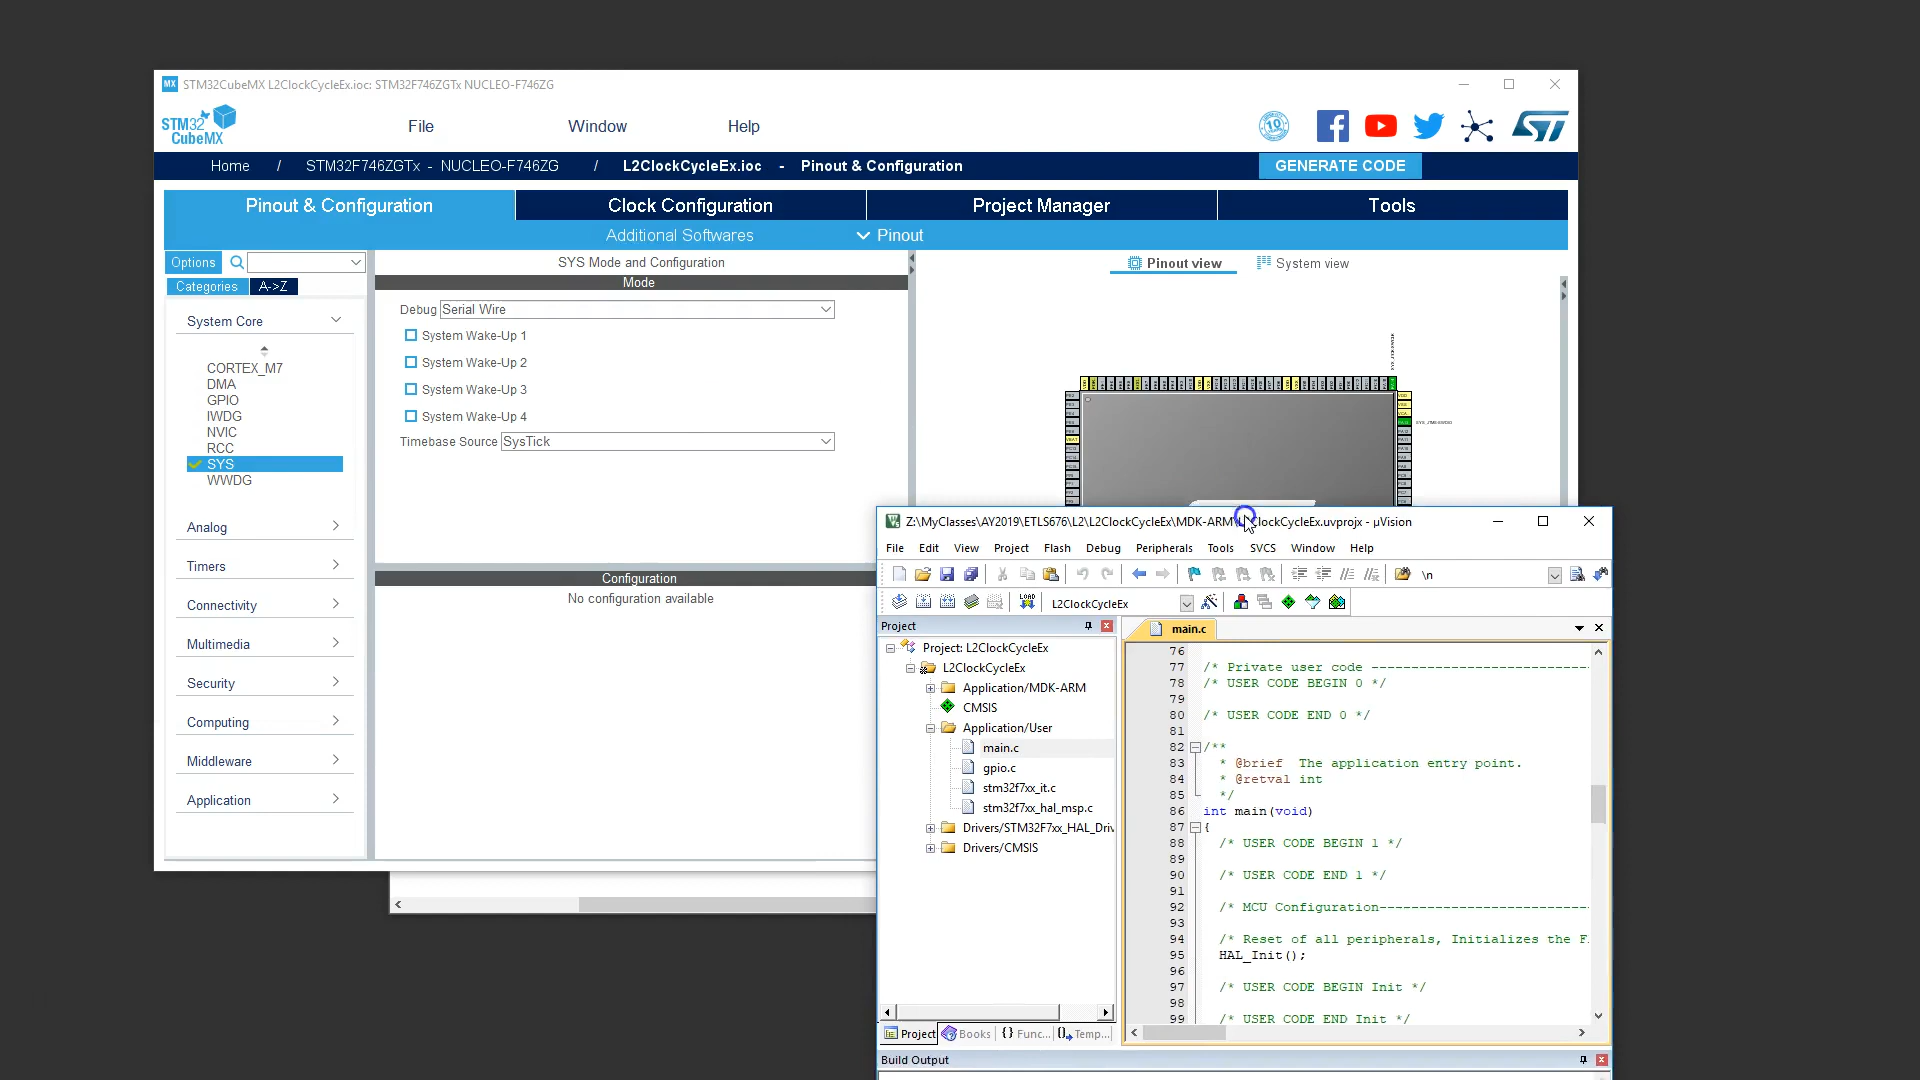 MX STM32CubeMX L2ClockCycleEx.ioc: STM32F746ZGTx NUCLEO-F746ZG
STM32
CubeMX
File Window Help
10
Home / STM32F746ZGTx - NUCLEO-F746ZG / L2ClockCycleEx.ioc - Pinout & Configuration GENERATE CODE
Pinout & Configuration Clock Configuration Project Manager Tools
Additional Softwares Pinout
Options
Categories A->Z
System Core
CORTEX_M7
DMA
GPIO
IWDG
NVIC
RCC
SYS
WWDG
Analog
Timers
Connectivity
Multimedia
Security
Computing
Middleware
Application
SYS Mode and Configuration
Mode
Debug Serial Wire
System Wake-Up 1
System Wake-Up 2
System Wake-Up 3
System Wake-Up 4
Timebase Source SysTick
Configuration
No configuration available
Pinout view System view
Z:\MyClasses\AY2019\ETLS676\L2\L2ClockCycleEx\MDK-ARM\ ClockCycleEx.uvprojx - µVision
File Edit View Project Flash Debug Peripherals Tools SVCS Window Help
\n
LOAD L2ClockCycleEx
Project
Project: L2ClockCycleEx
L2ClockCycleEx
Application/MDK-ARM
CMSIS
Application/User
main.c
gpio.c
stm32f7xx_it.c
stm32f7xx_hal_msp.c
Drivers/STM32F7xx_HAL_Driv
Drivers/CMSIS
Project Books {} Func... Temp...
main.c
76
77 /* Private user code ---------------------------
78 /* USER CODE BEGIN 0 */
79
80 /* USER CODE END 0 */
81
82 /**
83 * @brief The application entry point.
84 * @retval int
85 */
86 int main(void)
87 {
88 /* USER CODE BEGIN 1 */
89
90 /* USER CODE END 1 */
91
92 /* MCU Configuration--------------------------
93
94 /* Reset of all peripherals, Initializes the F
95 HAL_Init();
96
97 /* USER CODE BEGIN Init */
98
99 /* USER CODE END Init */
Build Output